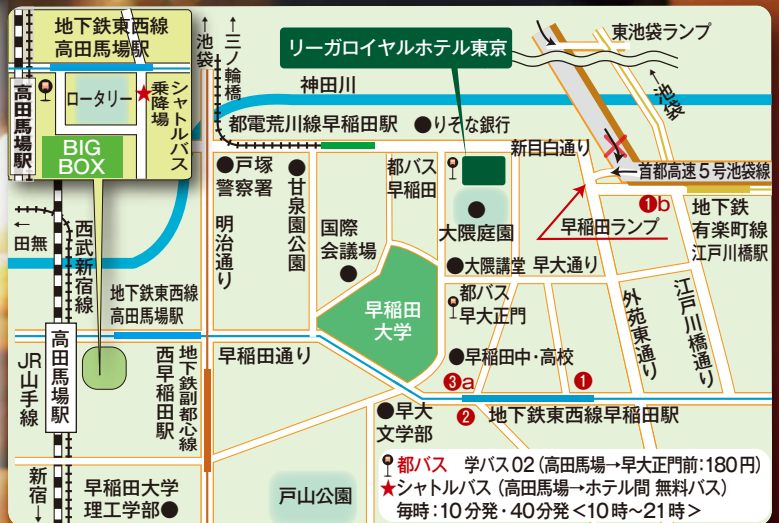 地下鉄東西線
高田馬場駅
高田馬場駅
ロータリー
シャトルバス
乗降場
BIG
BOX
↑池袋
↑三ノ輪橋
リーガロイヤルホテル東京
東池袋ランプ
↑池袋
神田川
都電荒川線早稲田駅
●りそな銀行
新目白通り
首都高速5号池袋線
●戸塚
警察署
●甘泉園公園
都バス
早稲田
大隈庭園
早稲田ランプ
❶b
地下鉄
有楽町線
江戸川橋駅
←
田無
西武新宿線
明治通り
国際
会議場
●大隈講堂
早大通り
地下鉄東西線
高田馬場駅
早稲田
大学
都バス
早大正門
外苑東通り
江戸川橋通り
高田馬場駅
JR
山手線
地下鉄副都心線
西早稲田駅
早稲田通り
●早稲田中・高校
❸a
❶
❷
地下鉄東西線早稲田駅
●早大
文学部
新宿↓
早稲田大学
理工学部●
戸山公園
都バス 学バス02（高田馬場→早大正門前：180円）
★シャトルバス（高田馬場→ホテル間 無料バス）
毎時：10分発・40分発＜10時～21時＞